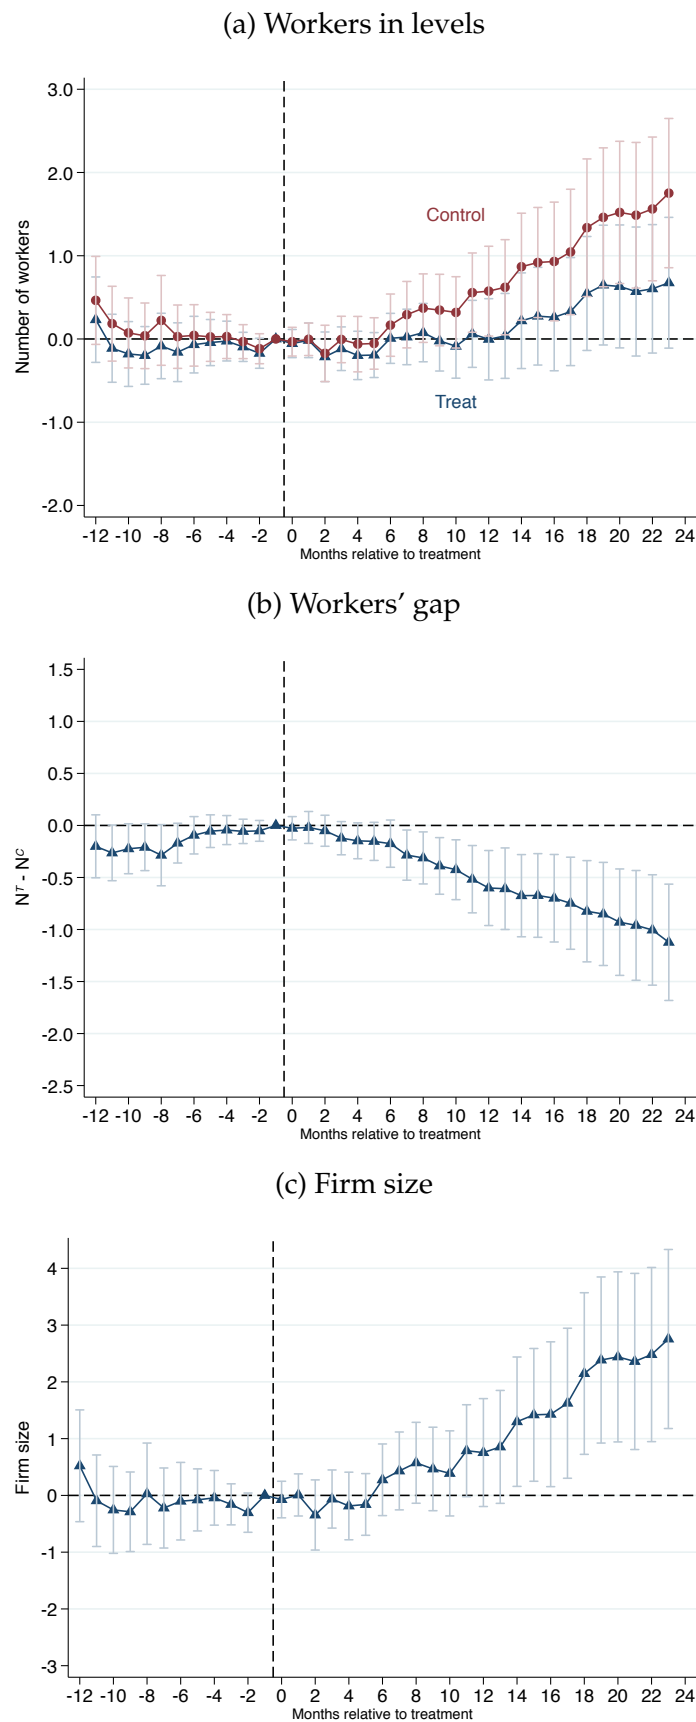 (a) Workers in levels
3.0
2.0
1.0
0.0
-1.0
-2.0
Number of workers
Control
Treat
-12 -10 -8 -6 -4 -2 0 2 4 6 8 10 12 14 16 18 20 22 24
Months relative to treatment
(b) Workers' gap
1.5
1.0
0.5
0.0
-0.5
-1.0
-1.5
-2.0
-2.5
Nᵀ - Nᶜ
-12 -10 -8 -6 -4 -2 0 2 4 6 8 10 12 14 16 18 20 22 24
Months relative to treatment
(c) Firm size
4
3
2
1
0
-1
-2
-3
Firm size
-12 -10 -8 -6 -4 -2 0 2 4 6 8 10 12 14 16 18 20 22 24
Months relative to treatment